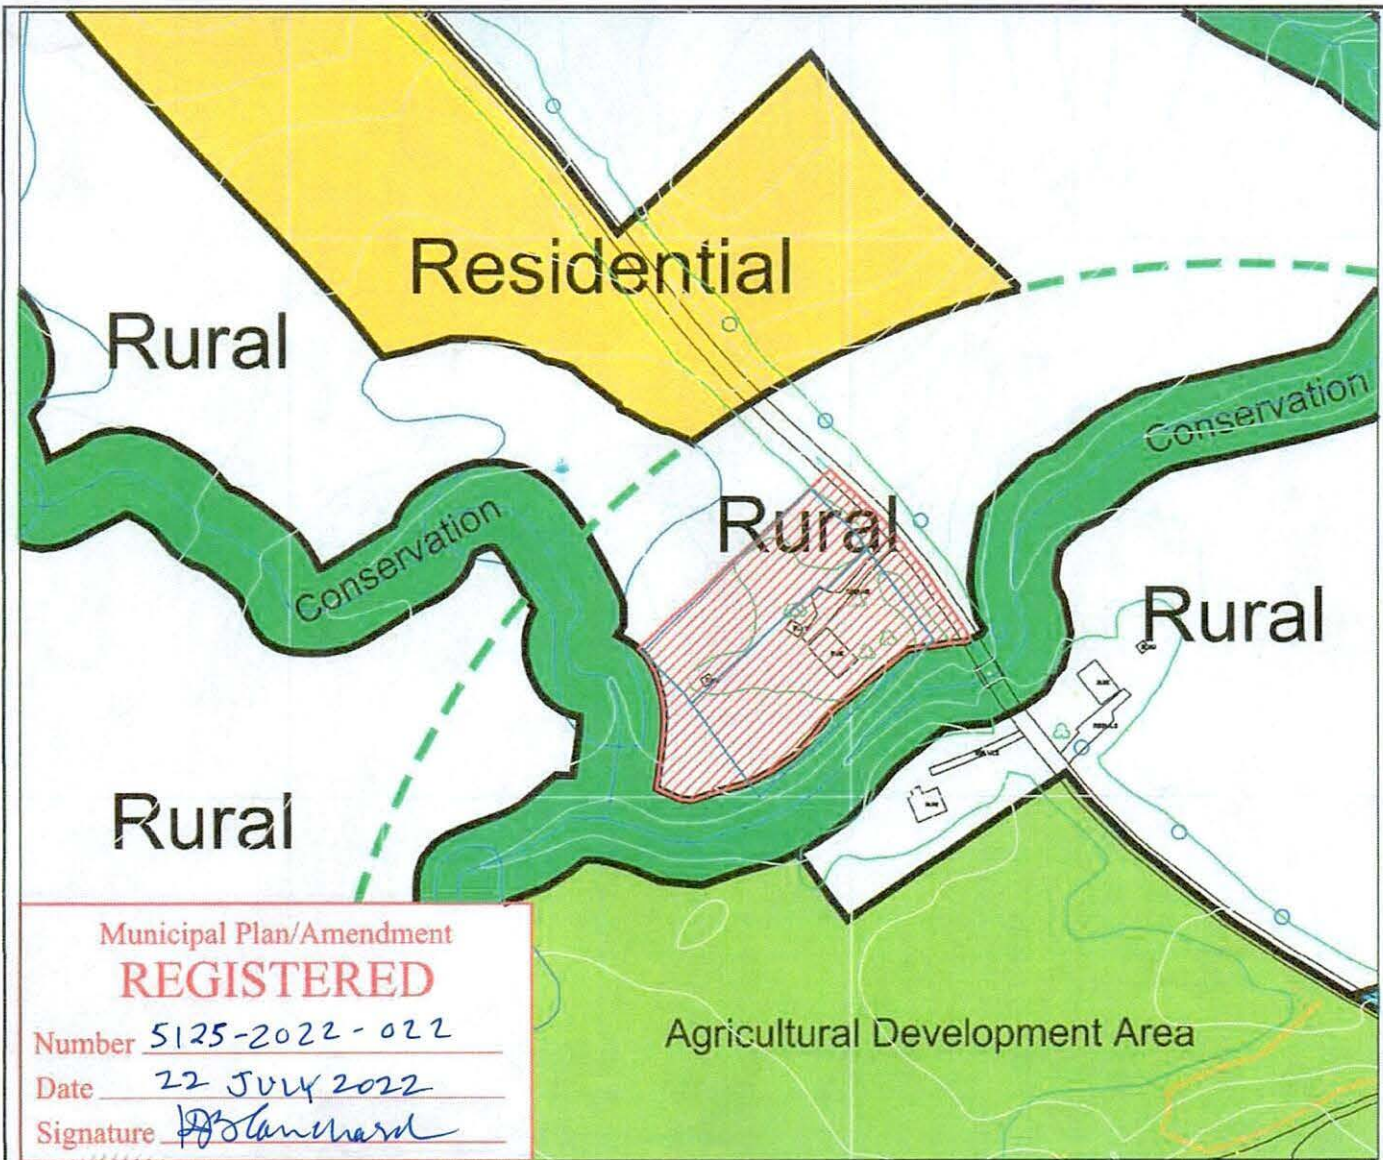 Residential
Rural
Conservation
Rural
Conservation
Rural
Rural
Agricultural Development Area
Municipal Plan/Amendment
REGISTERED
Number 5125-2022-022
Date 22 JULY 2022
Signature